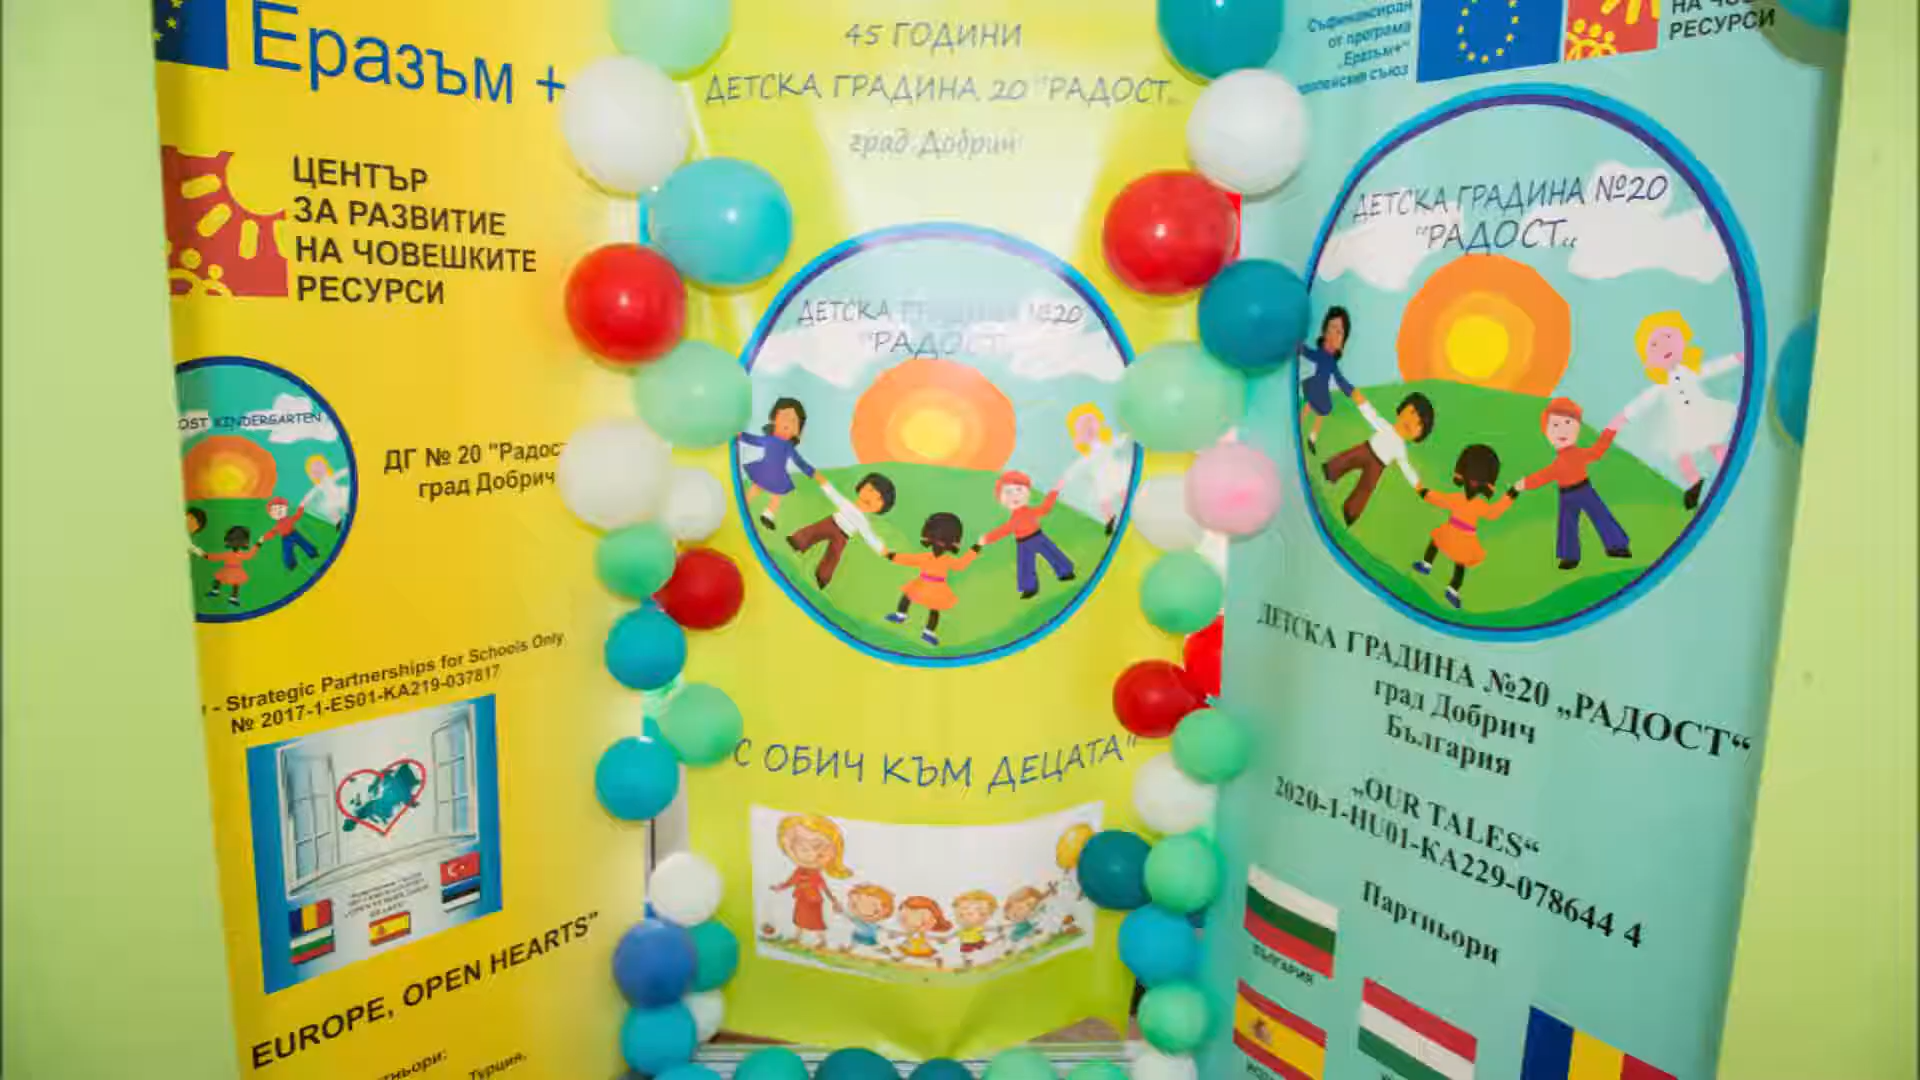 Еразъм +
ЦЕНТЪР
ЗА РАЗВИТИЕ
НА ЧОВЕШКИТЕ
РЕСУРСИ
KINDERGARTEN
ДГ № 20 "Радост
град Добрич
- Strategic Partnerships for Schools Only
№ 2017-1-ES01-KA219-037817
EUROPE, OPEN HEARTS"
Турция,
45 ГОДИНИ
ДЕТСКА ГРАДИНА 20 "РАДОСТ„
град Добрич
ДЕТСКА ГРАДИНА №20
"РАДОСТ
"С ОБИЧ КЪМ ДЕЦАТА"
Съфинансиран
от програма
„Еразъм+“
СЪЮЗ
РЕСУРСИ
ДЕТСКА ГРАДИНА №20
"РАДОСТ„
ДЕТСКА ГРАДИНА №20 „РАДОСТ“
град Добрич
България
„OUR TALES“
2020-1-HU01-KA229-078644 4
Партньори
БЪЛГАРИЯ